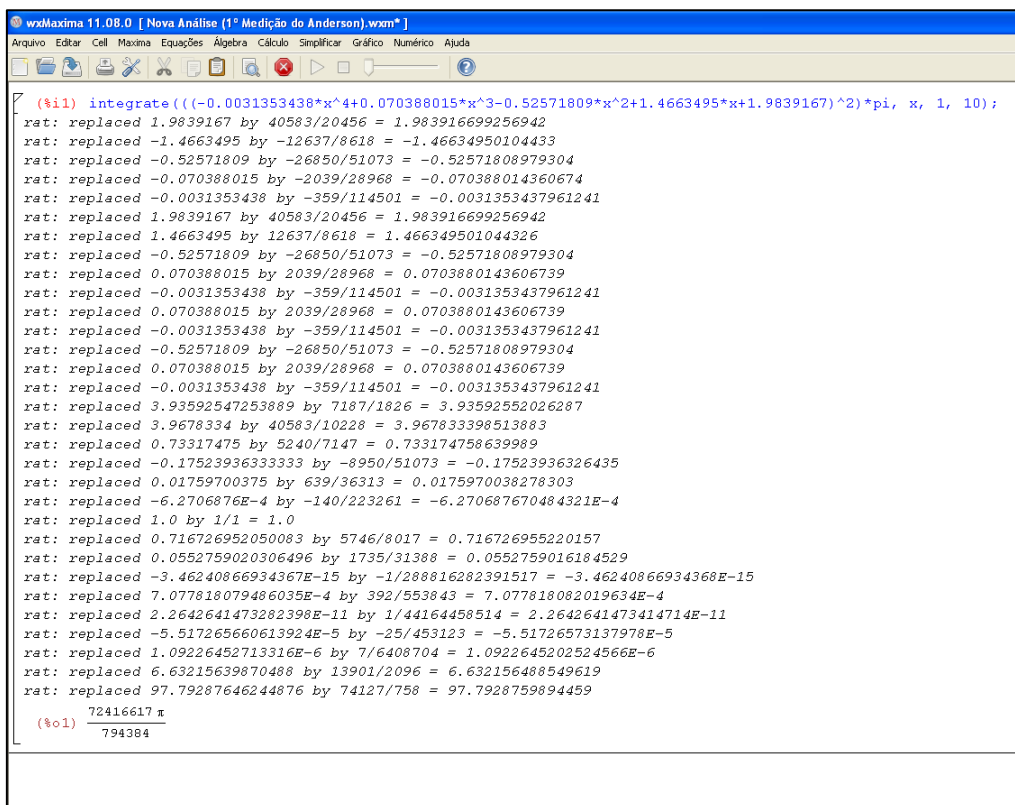 wxMaxima 11.08.0 [ Nova Análise (1° Medição do Anderson).wxm* ]
Arquivo Editar Cell Maxima Equações Álgebra Cálculo Simplificar Gráfico Numérico Ajuda
(%i1) integrate(((-0.0031353438*x^4+0.070388015*x^3-0.52571809*x^2+1.4663495*x+1.9839167)^2)*pi, x, 1, 10);
rat: replaced 1.9839167 by 40583/20456 = 1.983916699256942
rat: replaced -1.4663495 by -12637/8618 = -1.46634950104433
rat: replaced -0.52571809 by -26850/51073 = -0.52571808979304
rat: replaced -0.070388015 by -2039/28968 = -0.070388014360674
rat: replaced -0.0031353438 by -359/114501 = -0.0031353437961241
rat: replaced 1.9839167 by 40583/20456 = 1.983916699256942
rat: replaced 1.4663495 by 12637/8618 = 1.466349501044326
rat: replaced -0.52571809 by -26850/51073 = -0.52571808979304
rat: replaced 0.070388015 by 2039/28968 = 0.0703880143606739
rat: replaced -0.0031353438 by -359/114501 = -0.0031353437961241
rat: replaced 0.070388015 by 2039/28968 = 0.0703880143606739
rat: replaced -0.0031353438 by -359/114501 = -0.0031353437961241
rat: replaced -0.52571809 by -26850/51073 = -0.52571808979304
rat: replaced 0.070388015 by 2039/28968 = 0.0703880143606739
rat: replaced -0.0031353438 by -359/114501 = -0.0031353437961241
rat: replaced 3.93592547253889 by 7187/1826 = 3.93592552026287
rat: replaced 3.9678334 by 40583/10228 = 3.967833398513883
rat: replaced 0.73317475 by 5240/7147 = 0.733174758639989
rat: replaced -0.17523936333333 by -8950/51073 = -0.17523936326435
rat: replaced 0.01759700375 by 639/36313 = 0.0175970038278303
rat: replaced -6.2706876E-4 by -140/223261 = -6.270687670484321E-4
rat: replaced 1.0 by 1/1 = 1.0
rat: replaced 0.716726952050083 by 5746/8017 = 0.716726955220157
rat: replaced 0.0552759020306496 by 1735/31388 = 0.0552759016184529
rat: replaced -3.46240866934367E-15 by -1/288816282391517 = -3.46240866934368E-15
rat: replaced 7.077818079486035E-4 by 392/553843 = 7.077818082019634E-4
rat: replaced 2.2642641473282398E-11 by 1/44164458514 = 2.2642641473414714E-11
rat: replaced -5.517265660613924E-5 by -25/453123 = -5.51726573137978E-5
rat: replaced 1.09226452713316E-6 by 7/6408704 = 1.0922645202524566E-6
rat: replaced 6.63215639870488 by 13901/2096 = 6.632156488549619
rat: replaced 97.79287646244876 by 74127/758 = 97.7928759894459
(%o1) 72416617 π
794384